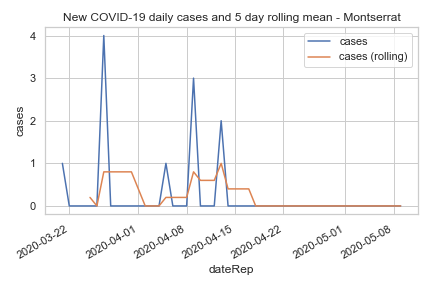 New COVID-19 daily cases and 5 day rolling mean - Montserrat
cases
cases (rolling)
4
3
2
1
0
cases
2020-03-22
2020-04-01
2020-04-08
2020-04-15
2020-04-22
2020-05-01
2020-05-08
dateRep